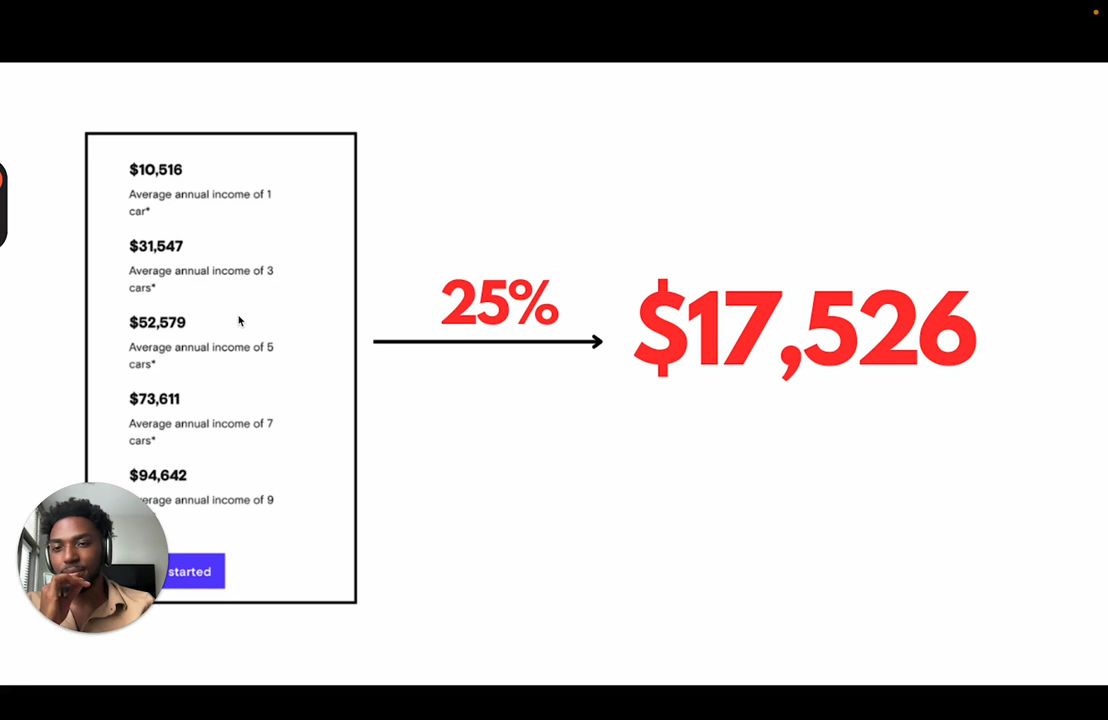 $10,516
Average annual income of 1
car*
$31,547
Average annual income of 3
cars*
$52,579
Average annual income of 5
cars*
$73,611
Average annual income of 7
cars*
$94,642
annual income of 9
started
25%
$17,526